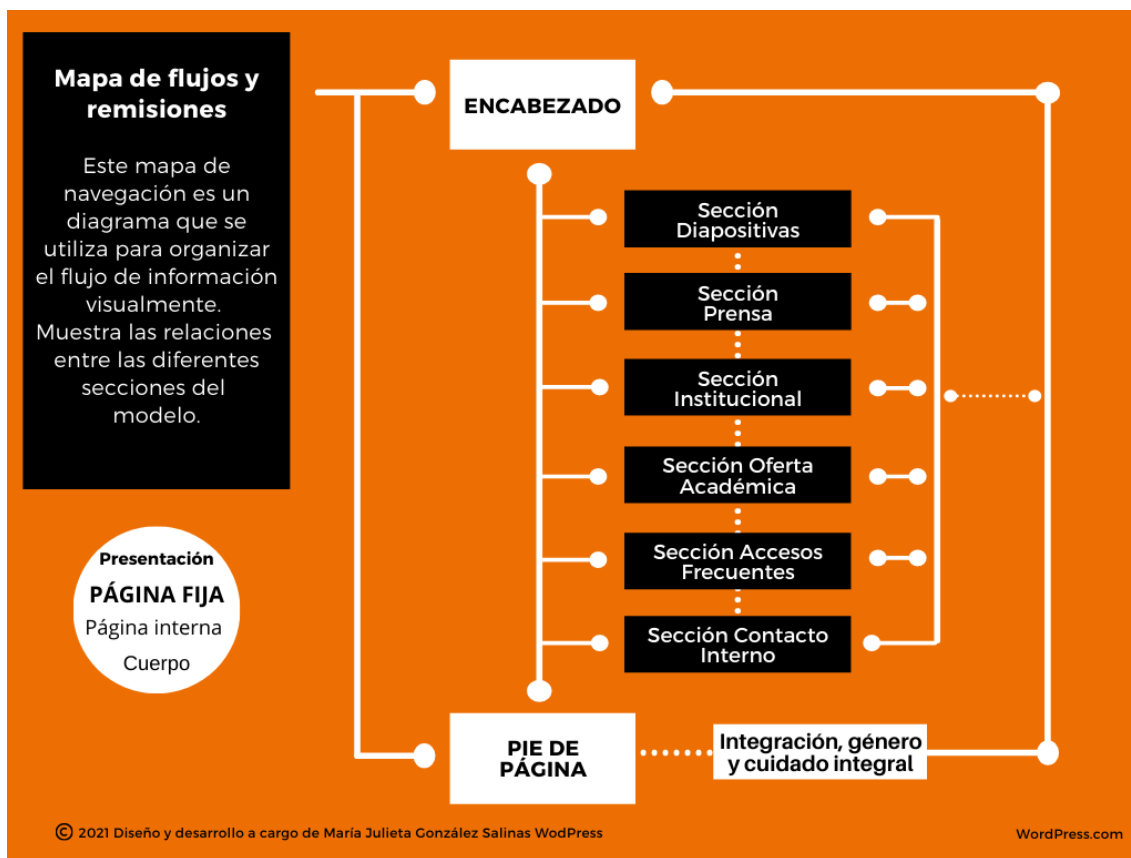 Mapa de flujos y
remisiones
Este mapa de
navegación es un
diagrama que se
utiliza para organizar
el flujo de información
visualmente.
Muestra las relaciones
entre las diferentes
secciones del
modelo.
Presentación
PÁGINA FIJA
Página interna
Cuerpo
ENCABEZADO
Sección
Diapositivas
Sección
Prensa
Sección
Institucional
Sección Oferta
Académica
Sección Accesos
Frecuentes
Sección Contacto
Interno
PIE DE
PÁGINA
Integración, género
y cuidado integral
© 2021 Diseño y desarrollo a cargo de María Julieta González Salinas WodPress
WordPress.com